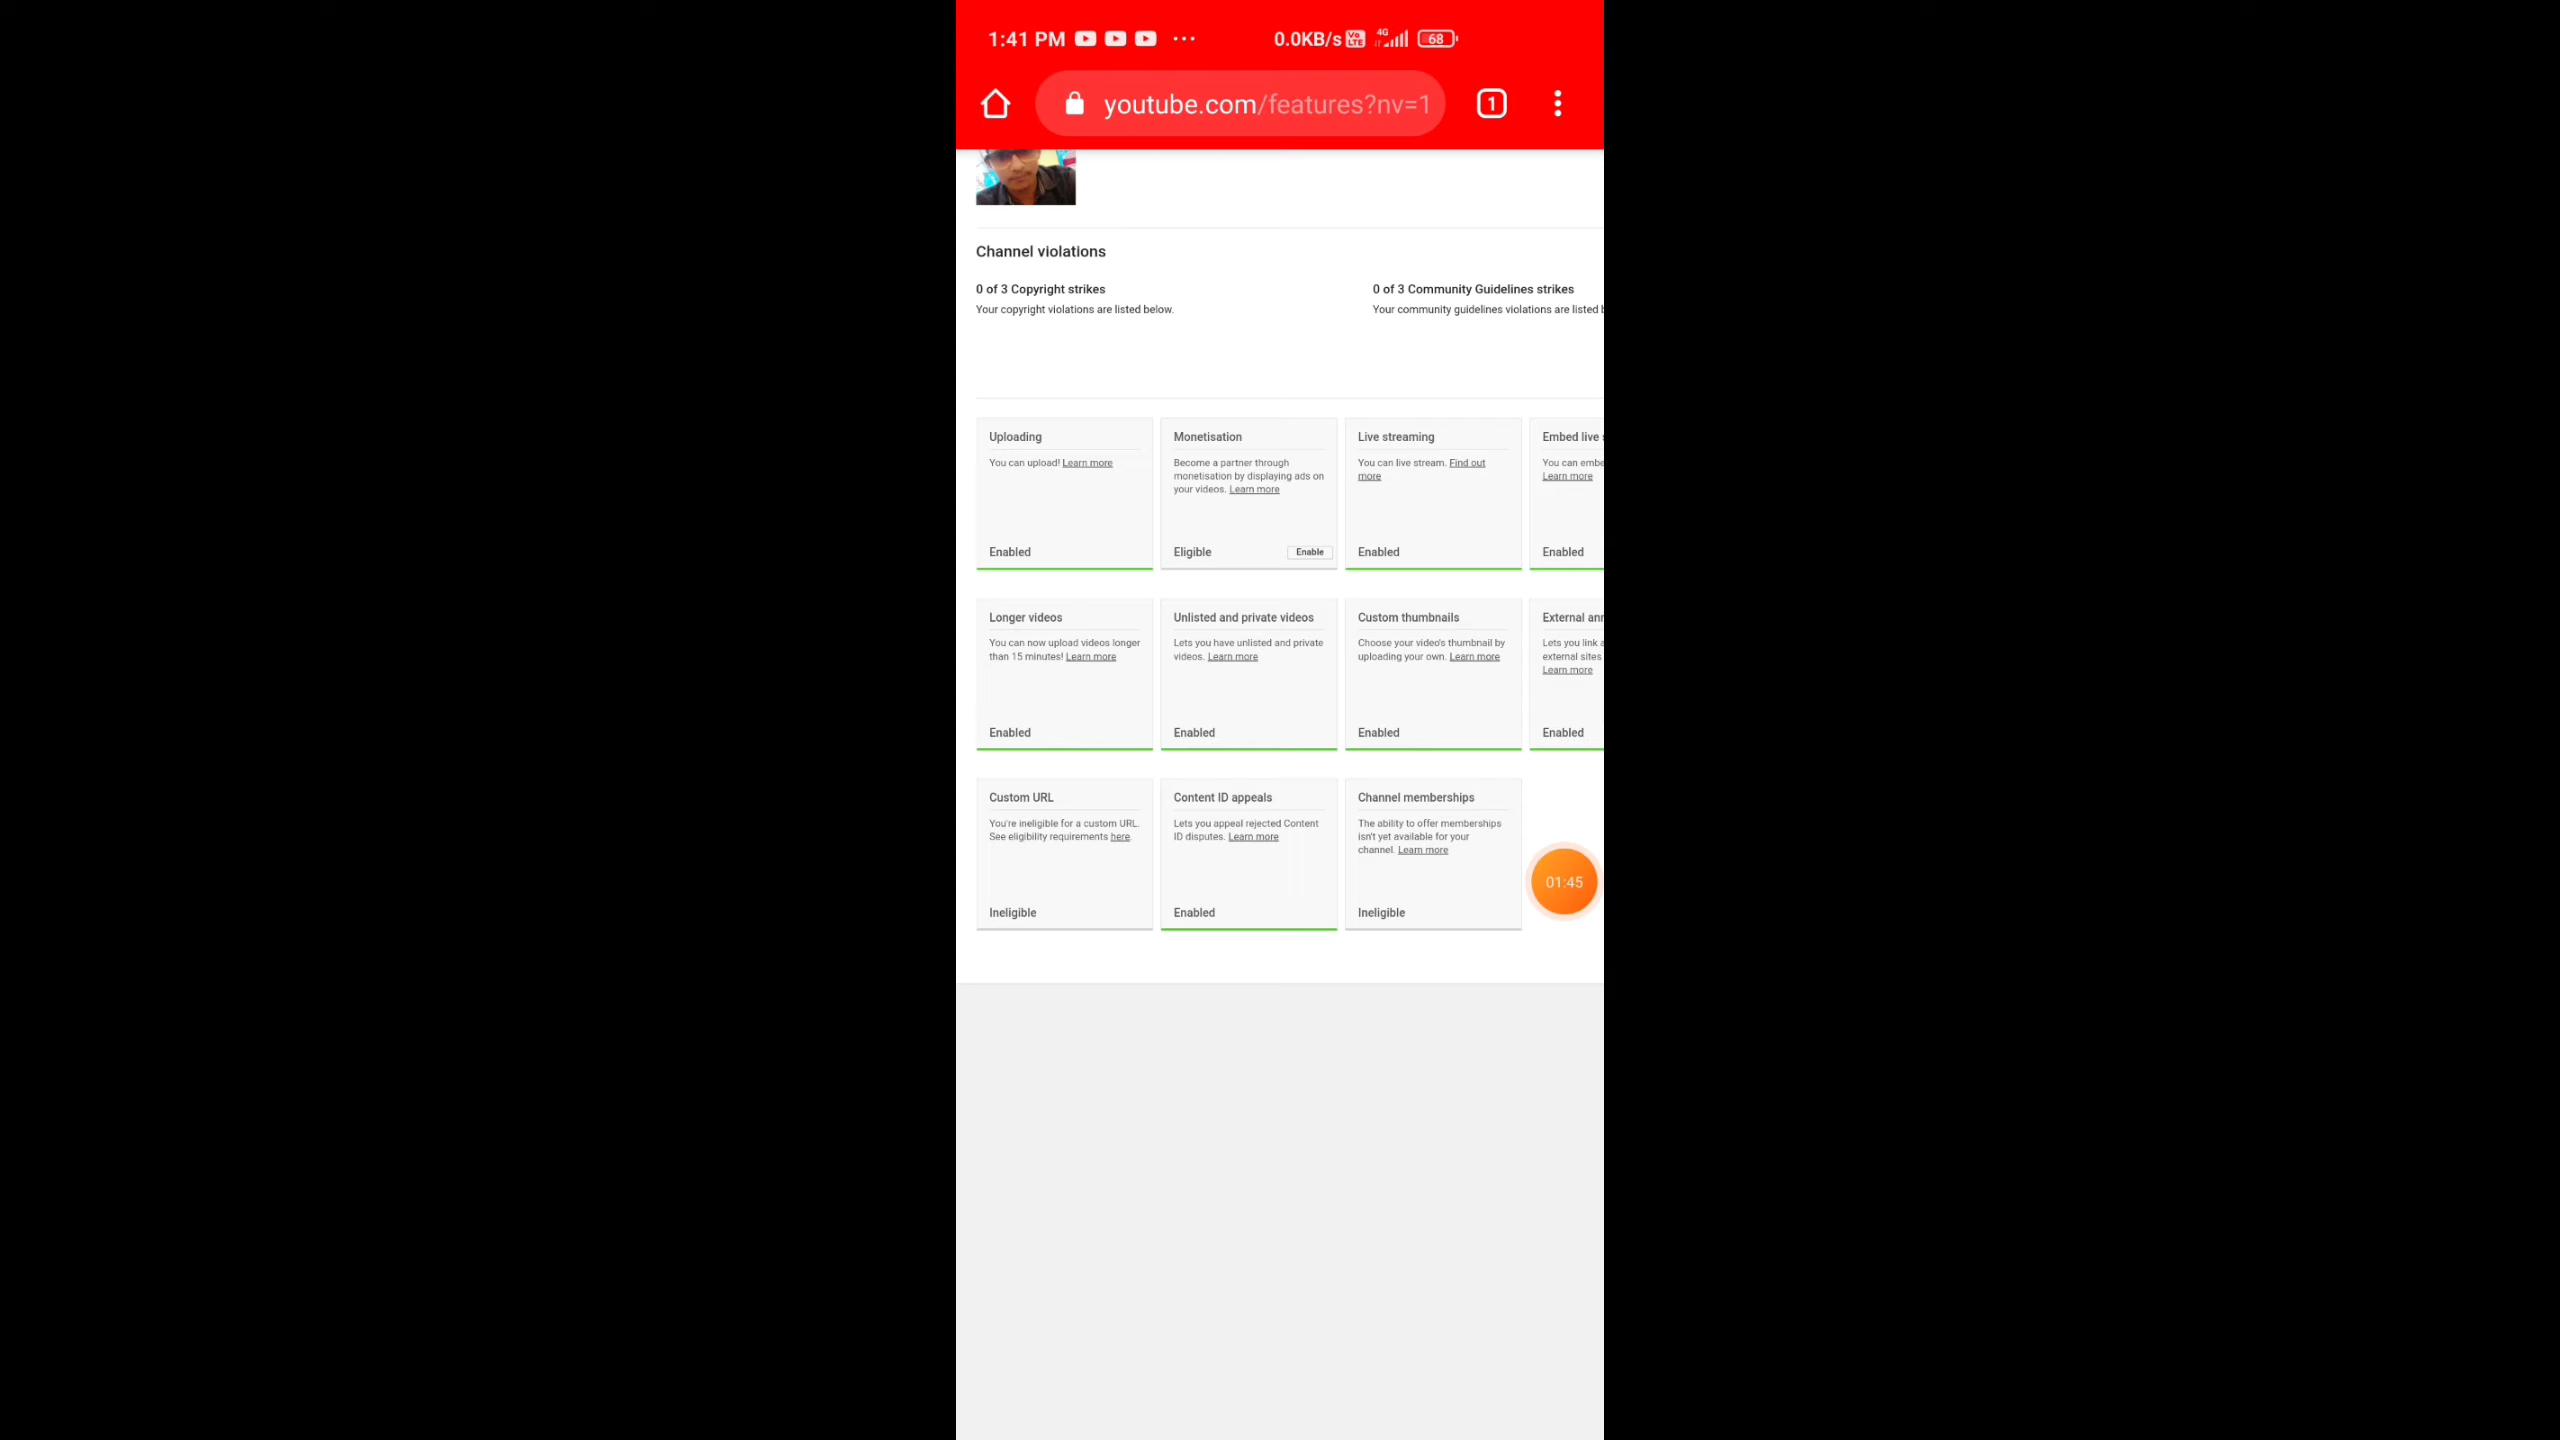 1:41 PM ... 0.0KB/s Vo LTE 4G 68
youtube.com/features?nv=1 1
Channel violations
0 of 3 Copyright strikes
Your copyright violations are listed below.
0 of 3 Community Guidelines strikes
Your community guidelines violations are listed
Uploading
You can upload! Learn more
Enabled
Monetisation
Become a partner through
monetisation by displaying ads on
your videos. Learn more
Eligible Enable
Live streaming
You can live stream. Find out
more
Enabled
Embed live
You can embe
Learn more
Enabled
Longer videos
You can now upload videos longer
than 15 minutes! Learn more
Enabled
Unlisted and private videos
Lets you have unlisted and private
videos. Learn more
Enabled
Custom thumbnails
Choose your video's thumbnail by
uploading your own. Learn more
Enabled
External ann
Lets you link
external sites
Learn more
Enabled
Custom URL
You're ineligible for a custom URL.
See eligibility requirements here.
Ineligible
Content ID appeals
Lets you appeal rejected Content
ID disputes. Learn more
Enabled
Channel memberships
The ability to offer memberships
isn't yet available for your
channel. Learn more
Ineligible
01:45